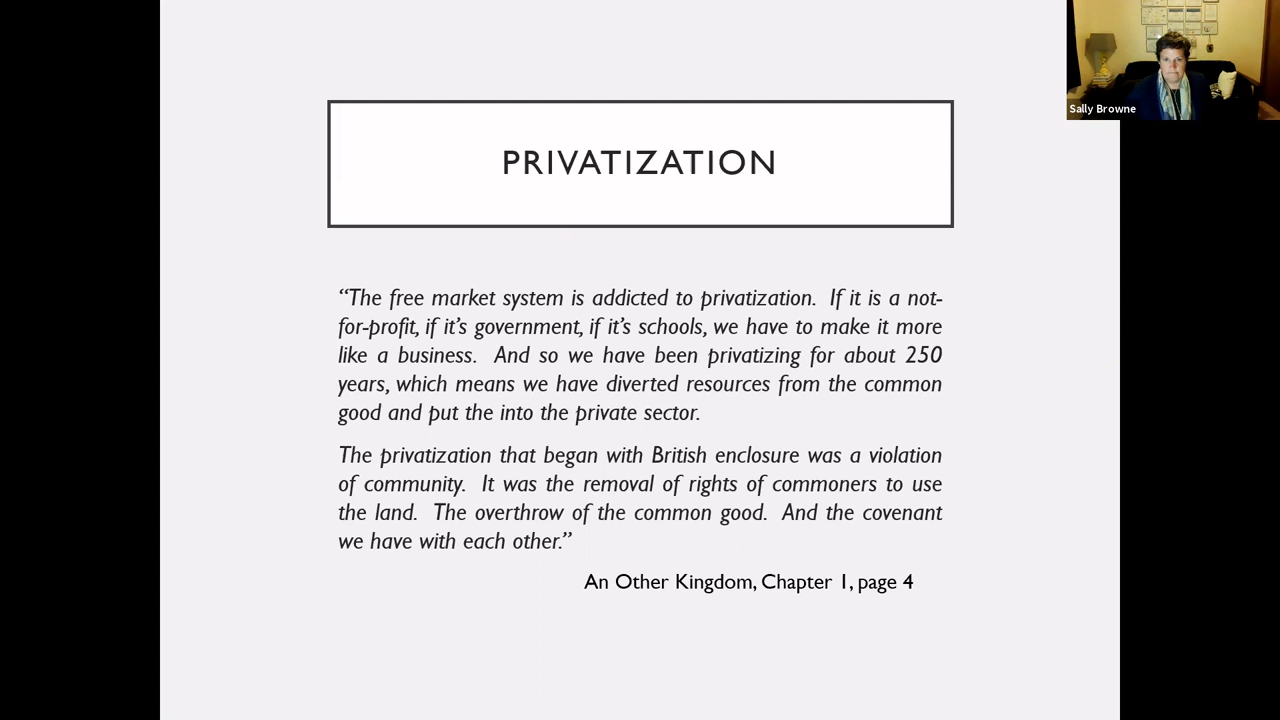 Sally Browne
PRIVATIZATION
“The free market system is addicted to privatization. If it is a not-
for-profit, if it’s government, if it’s schools, we have to make it more
like a business. And so we have been privatizing for about 250
years, which means we have diverted resources from the common
good and put the into the private sector.
The privatization that began with British enclosure was a violation
of community. It was the removal of rights of commoners to use
the land. The overthrow of the common good. And the covenant
we have with each other.”
An Other Kingdom, Chapter 1, page 4